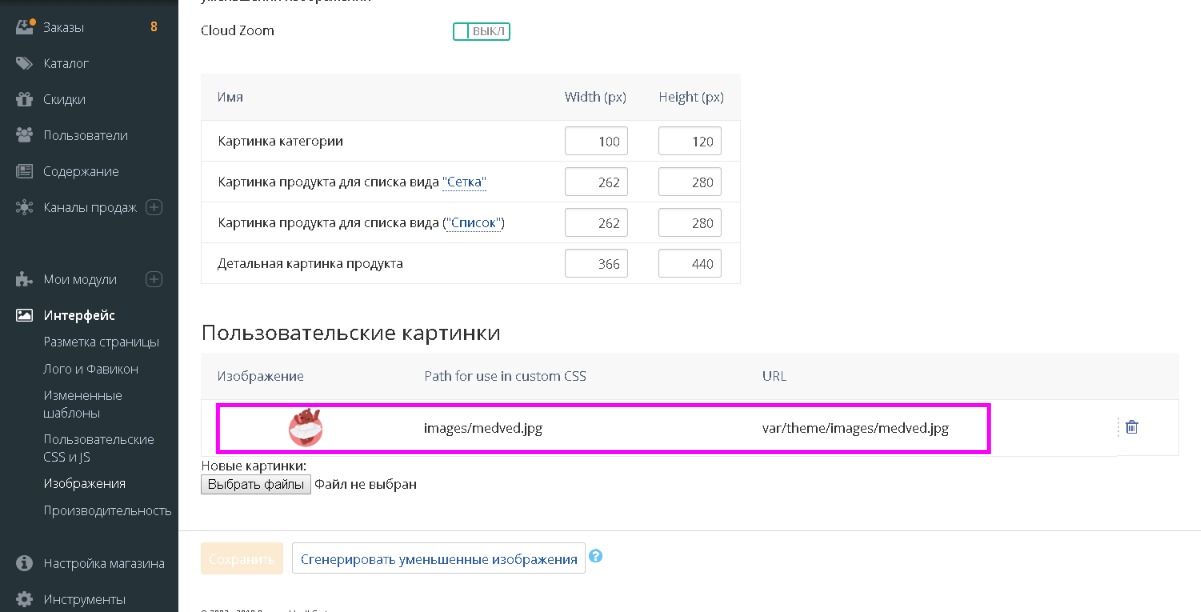 Заказы 8
Каталог
Скидки
Пользователи
Содержание
Каналы продаж
Мои модули
Интерфейс
Разметка страницы
Лого и Фавикон
Измененные
шаблоны
Пользовательские
CSS и JS
Изображения
Производительность
Настройка магазина
Инструменты
Cloud Zoom ВЫКЛ
Имя Width (px) Height (px)
Картинка категории 100 120
Картинка продукта для списка вида "Сетка" 262 280
Картинка продукта для списка вида ("Список") 262 280
Детальная картинка продукта 366 440
Пользовательские картинки
Изображение Path for use in custom CSS URL
images/medved.jpg var/theme/images/medved.jpg
Новые картинки:
Выбрать файлы Файл не выбран
Сохранить Сгенерировать уменьшенные изображения ?